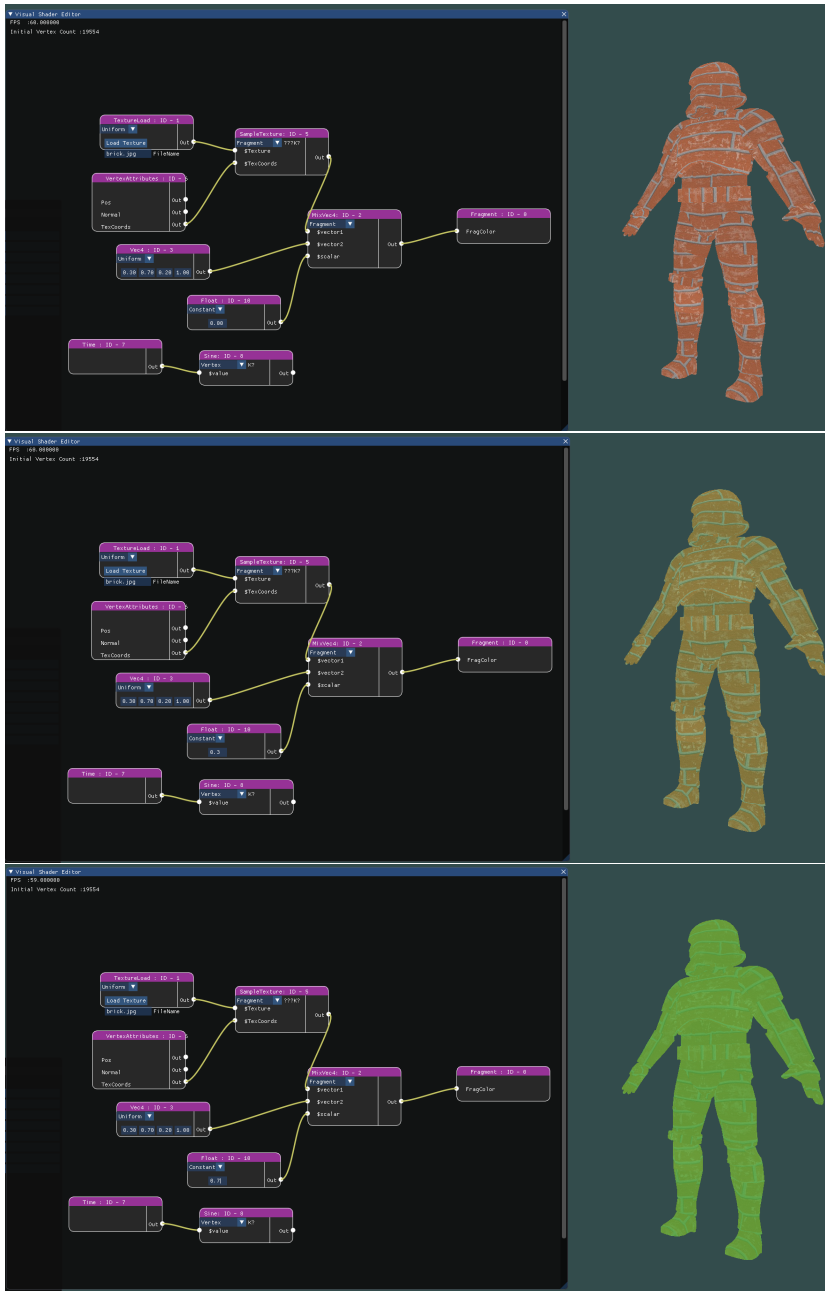 Visual Shader Editor
FPS :60.000000
Initial Vertex Count :19554
TextureLoad : ID - 1
Uniform
Out
Load Texture
brick.jpg FileName
SampleTexture: ID - 5
Fragment ???K?
$Texture
Out
$TexCoords
VertexAttributes : ID -
Out
Pos
Out
Normal
Out
TexCoords
MixVec4: ID - 2
Fragment
$vector1
$vector2 Out
$scalar
Fragment : ID - 0
FragColor
Vec4 : ID - 3
Uniform
0.30 0.70 0.20 1.00 Out
Float : ID - 10
Constant
0.00 Out
Time : ID - 7
Out
Sine: ID - 8
Vertex K?
$value Out
Visual Shader Editor
FPS :60.000000
Initial Vertex Count :19554
TextureLoad : ID - 1
Uniform
Out
Load Texture
brick.jpg FileName
SampleTexture: ID - 5
Fragment ???K?
$Texture
Out
$TexCoords
VertexAttributes : ID -
Out
Pos
Out
Normal
Out
TexCoords
MixVec4: ID - 2
Fragment
$vector1
$vector2 Out
$scalar
Fragment : ID - 0
FragColor
Vec4 : ID - 3
Uniform
0.30 0.70 0.20 1.00 Out
Float : ID - 10
Constant
0.3 Out
Time : ID - 7
Out
Sine: ID - 8
Vertex K?
$value Out
Visual Shader Editor
FPS :59.000000
Initial Vertex Count :19554
TextureLoad : ID - 1
Uniform
Out
Load Texture
brick.jpg FileName
SampleTexture: ID - 5
Fragment ???K?
$Texture
Out
$TexCoords
VertexAttributes : ID -
Out
Pos
Out
Normal
Out
TexCoords
MixVec4: ID - 2
Fragment
$vector1
$vector2 Out
$scalar
Fragment : ID - 0
FragColor
Vec4 : ID - 3
Uniform
0.30 0.70 0.20 1.00 Out
Float : ID - 10
Constant
0.7 Out
Time : ID - 7
Out
Sine: ID - 8
Vertex K?
$value Out